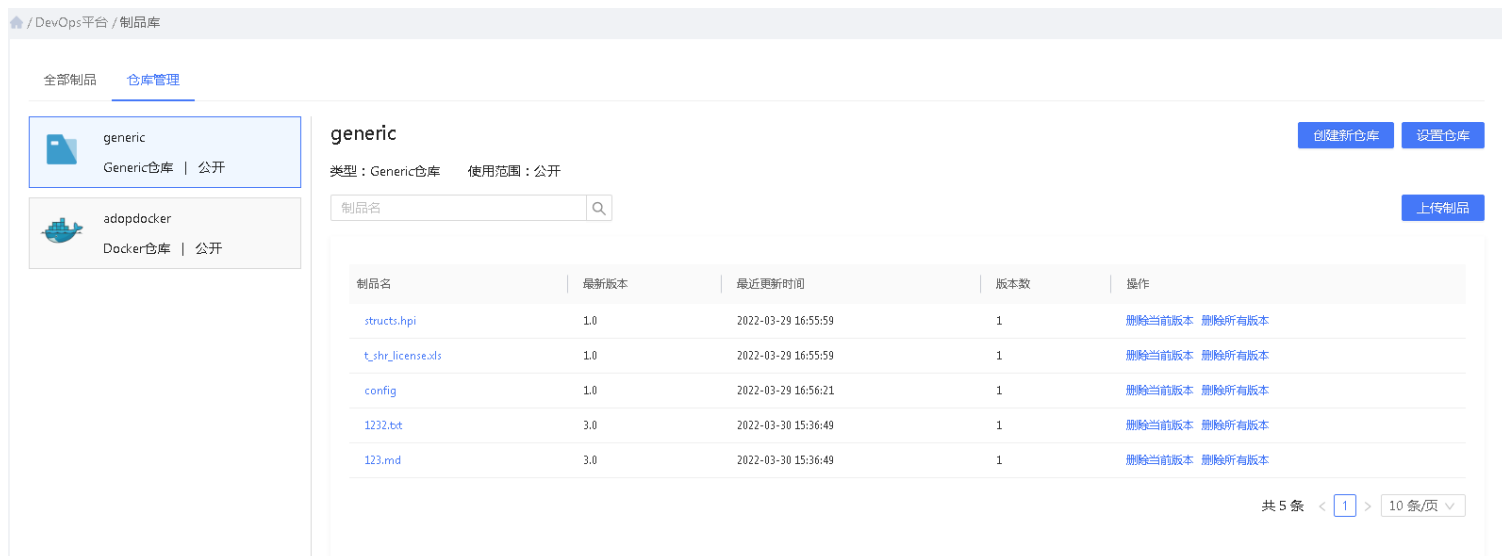 / DevOps平台 / 制品库
全部制品 仓库管理
generic
Generic仓库 | 公开
adopdocker
Docker仓库 | 公开
generic
创建新仓库 设置仓库
类型：Generic仓库 使用范围：公开
制品名
上传制品
制品名 最新版本 最近更新时间 版本数 操作
structs.hpi 1.0 2022-03-29 16:55:59 1 删除当前版本 删除所有版本
t_shr_license.xls 1.0 2022-03-29 16:55:59 1 删除当前版本 删除所有版本
config 1.0 2022-03-29 16:56:21 1 删除当前版本 删除所有版本
1232.txt 3.0 2022-03-30 15:36:49 1 删除当前版本 删除所有版本
123.md 3.0 2022-03-30 15:36:49 1 删除当前版本 删除所有版本
共 5 条 < 1 > 10 条/页